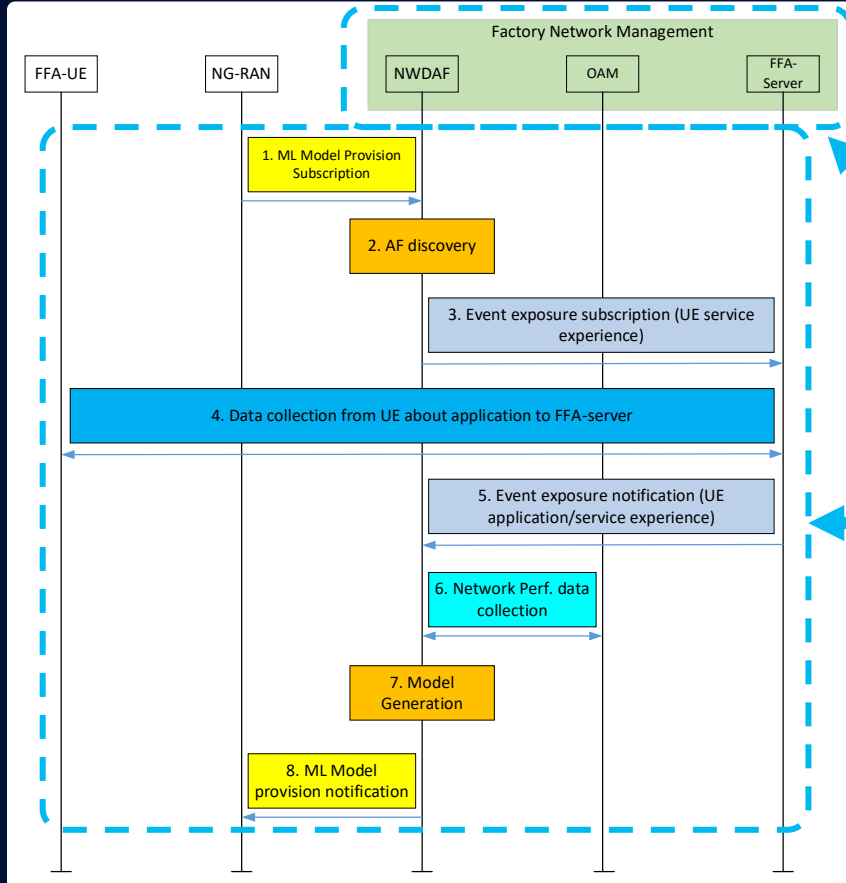 Factory Network Management
FFA-UE
NG-RAN
NWDAF
OAM
FFA-
Server
1. ML Model Provision
Subscription
2. AF discovery
3. Event exposure subscription (UE service
experience)
4. Data collection from UE about application to FFA-server
5. Event exposure notification (UE
application/service experience)
6. Network Perf. data
collection
7. Model
Generation
8. ML Model
provision notification